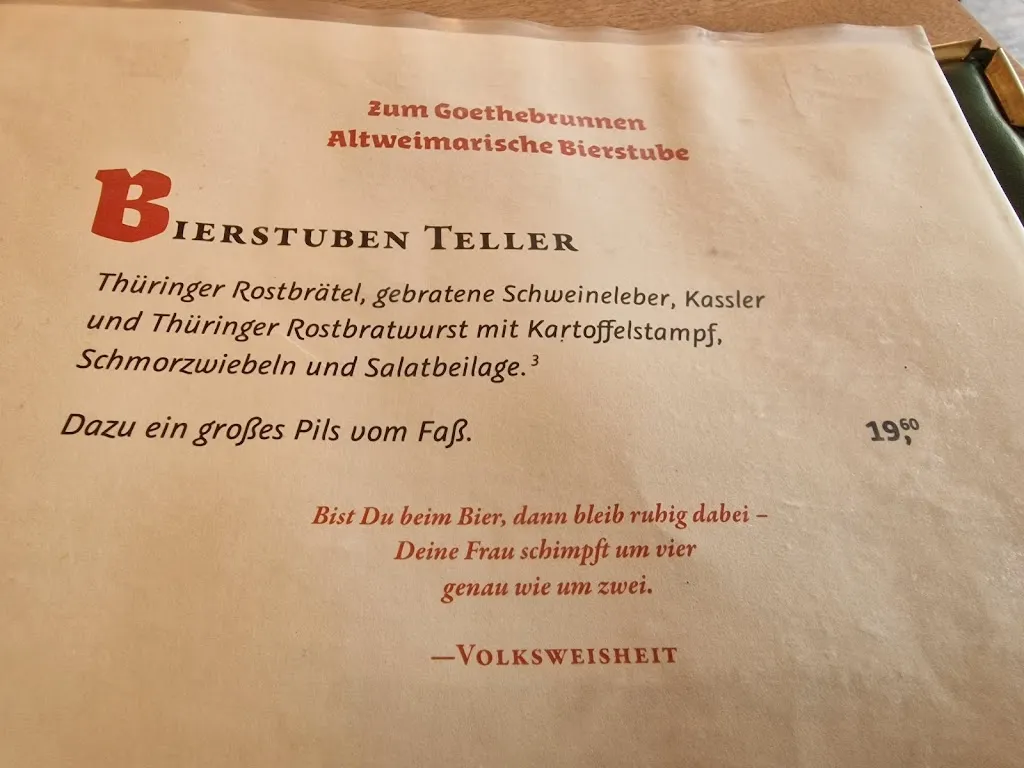 Zum Goethebrunnen
Altweimarische Bierstube
Bierstuben Teller
Thüringer Rostbrätel, gebratene Schweineleber, Kassler
und Thüringer Rostbratwurst mit Kartoffelstampf,
Schmorzwiebeln und Salatbeilage.³
Dazu ein großes Pils vom Faß. 19,60
Bist Du beim Bier, dann bleib ruhig dabei –
Deine Frau schimpft um vier
genau wie um zwei.
—Volksweisheit